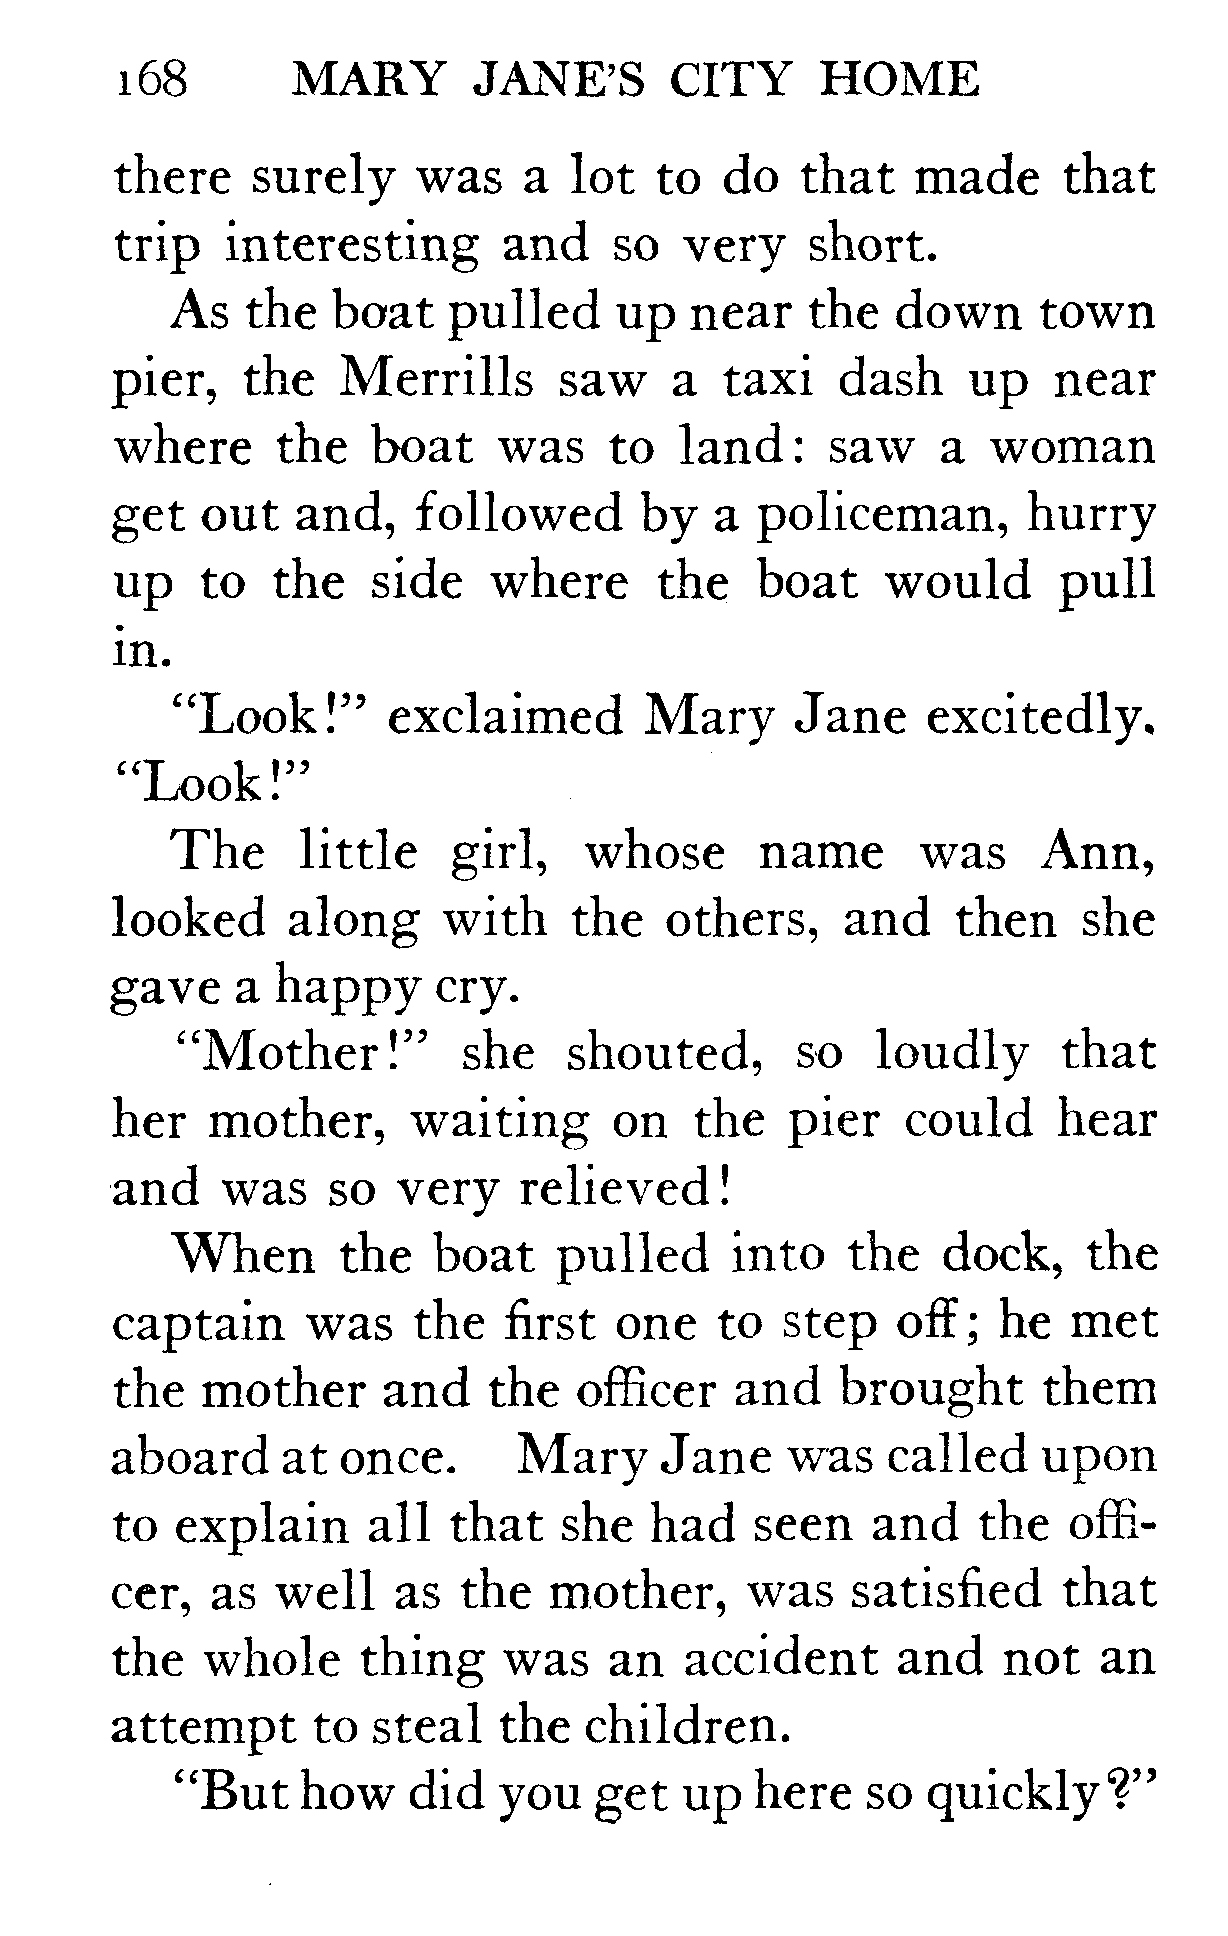 168 MARY JANE'S CITY HOME
there surely was a lot to do that made that
trip interesting and so very short.
As the boat pulled up near the down town
pier, the Merrills saw a taxi dash up near
where the boat was to land: saw a woman
get out and, followed by a policeman, hurry
up to the side where the boat would pull
in.
"Look!" exclaimed Mary Jane excitedly.
"Look!"
The little girl, whose name was Ann,
looked along with the others, and then she
gave a happy cry.
"Mother!" she shouted, so loudly that
her mother, waiting on the pier could hear
and was so very relieved!
When the boat pulled into the dock, the
captain was the first one to step off; he met
the mother and the officer and brought them
aboard at once. Mary Jane was called upon
to explain all that she had seen and the offi-
cer, as well as the mother, was satisfied that
the whole thing was an accident and not an
attempt to steal the children.
"But how did you get up here so quickly?"